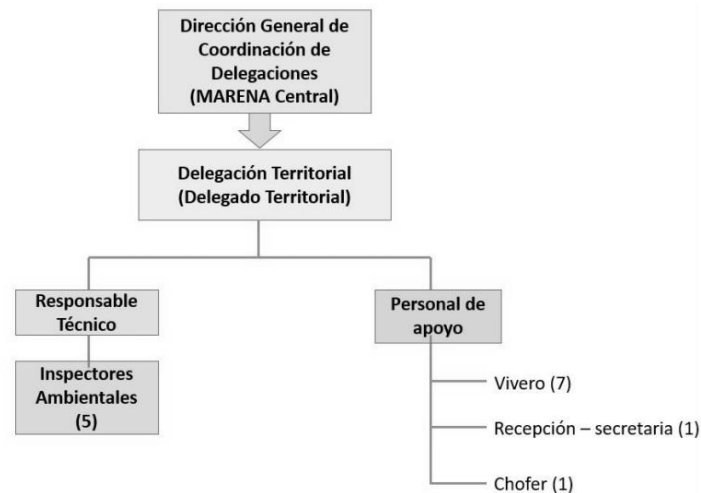 Dirección General de
Coordinación de
Delegaciones
(MARENA Central)
Delegación Territorial
(Delegado Territorial)
Responsable
Técnico
Inspectores
Ambientales
(5)
Personal de
apoyo
Vivero (7)
Recepción – secretaria (1)
Chofer (1)